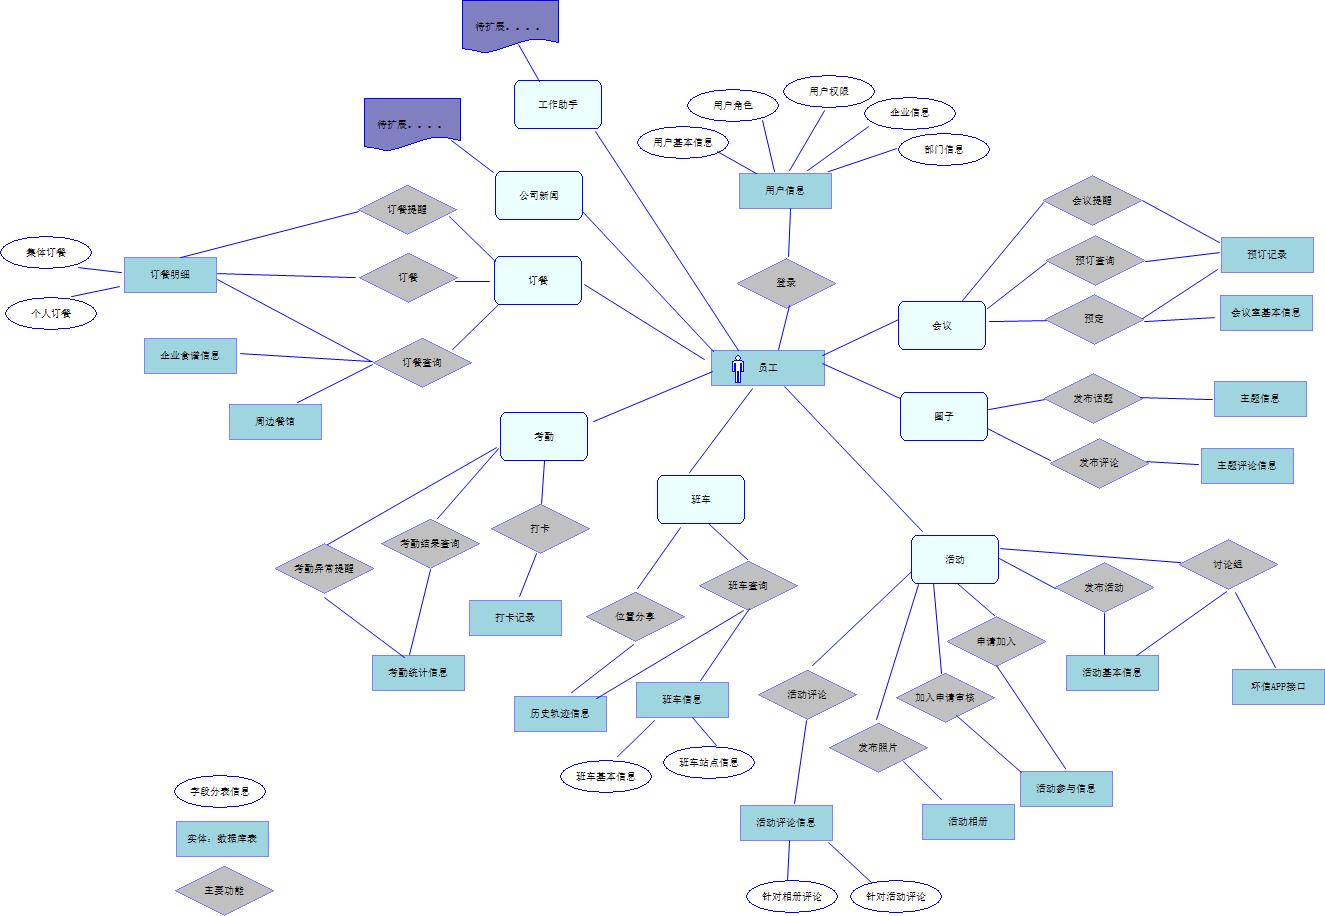 待扩展....
工作助手
待扩展....
公司新闻
用户角色
用户权限
企业信息
用户基本信息
部门信息
用户信息
订餐提醒
会议提醒
集体订餐
订餐明细
订餐
订餐
登录
预订查询
预订记录
个人订餐
会议
预定
会议室基本信息
企业食谱信息
订餐查询
员工
周边餐馆
圈子
发布话题
主题信息
考勤
发布评论
主题评论信息
班车
考勤异常提醒
考勤结果查询
打卡
活动
讨论组
班车查询
发布活动
打卡记录
位置分享
申请加入
考勤统计信息
活动基本信息
环信APP接口
历史轨迹信息
班车信息
活动评论
加入申请审核
班车基本信息
班车站点信息
发布照片
活动参与信息
字段分表信息
活动评论信息
活动相册
实体：数据库表
主要功能
针对相册评论
针对活动评论